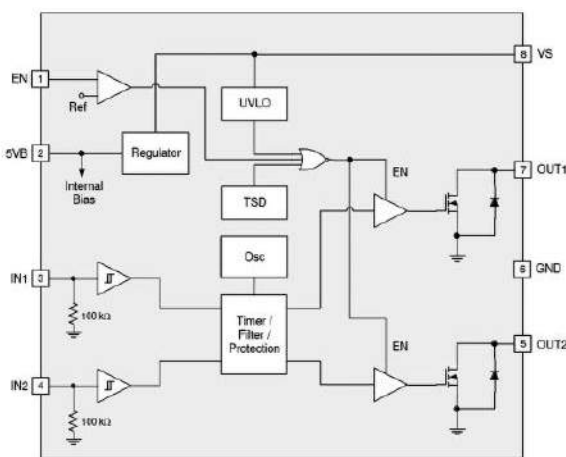 8 VS
EN 1
Ref
UVLO
5VB 2
Regulator
Internal
Bias
TSD
EN
7 OUT1
Osc
6 GND
IN1 3
100 kΩ
Timer /
Filter /
Protection
EN
5 OUT2
IN2 4
100 kΩ